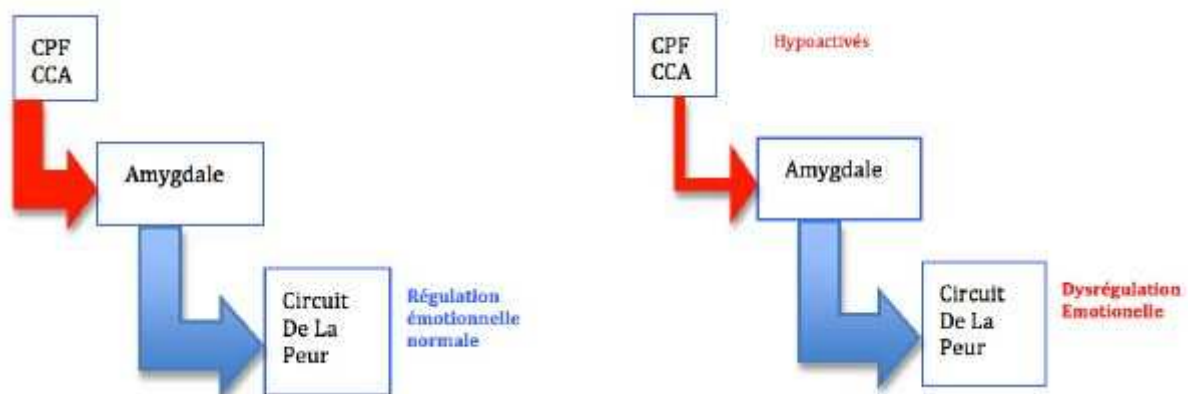 CPF
CCA
Amygdale
Circuit
De La
Peur
Régulation
émotionnelle
normale
CPF
CCA
Hypoactivés
Amygdale
Circuit
De La
Peur
Dysrégulation
Emotionelle